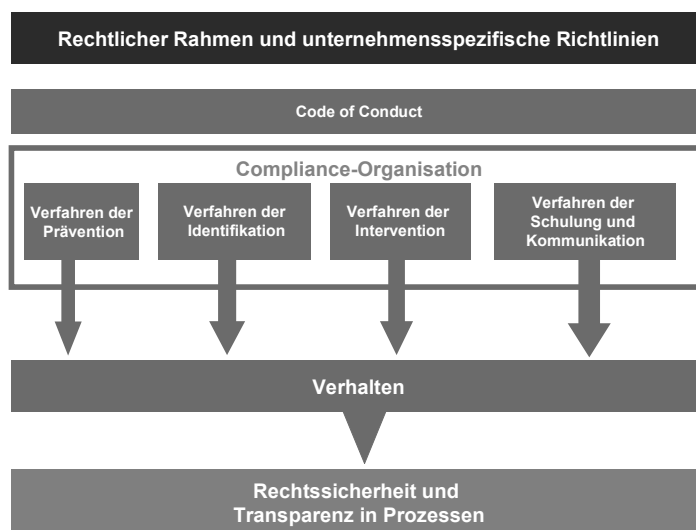 Rechtlicher Rahmen und unternehmensspezifische Richtlinien
Code of Conduct
Compliance-Organisation
Verfahren der
Prävention
Verfahren der
Identifikation
Verfahren der
Intervention
Verfahren der
Schulung und
Kommunikation
Verhalten
Rechtssicherheit und
Transparenz in Prozessen